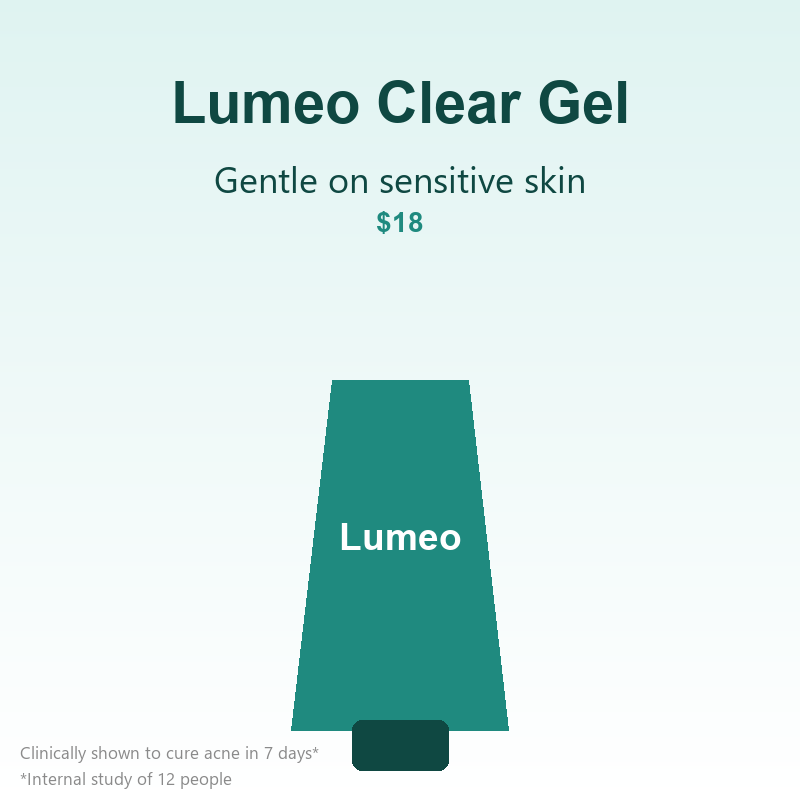 Lumeo Clear Gel
Gentle on sensitive skin
$18
Lumeo
Clinically shown to cure acne in 7 days*
*Internal study of 12 people